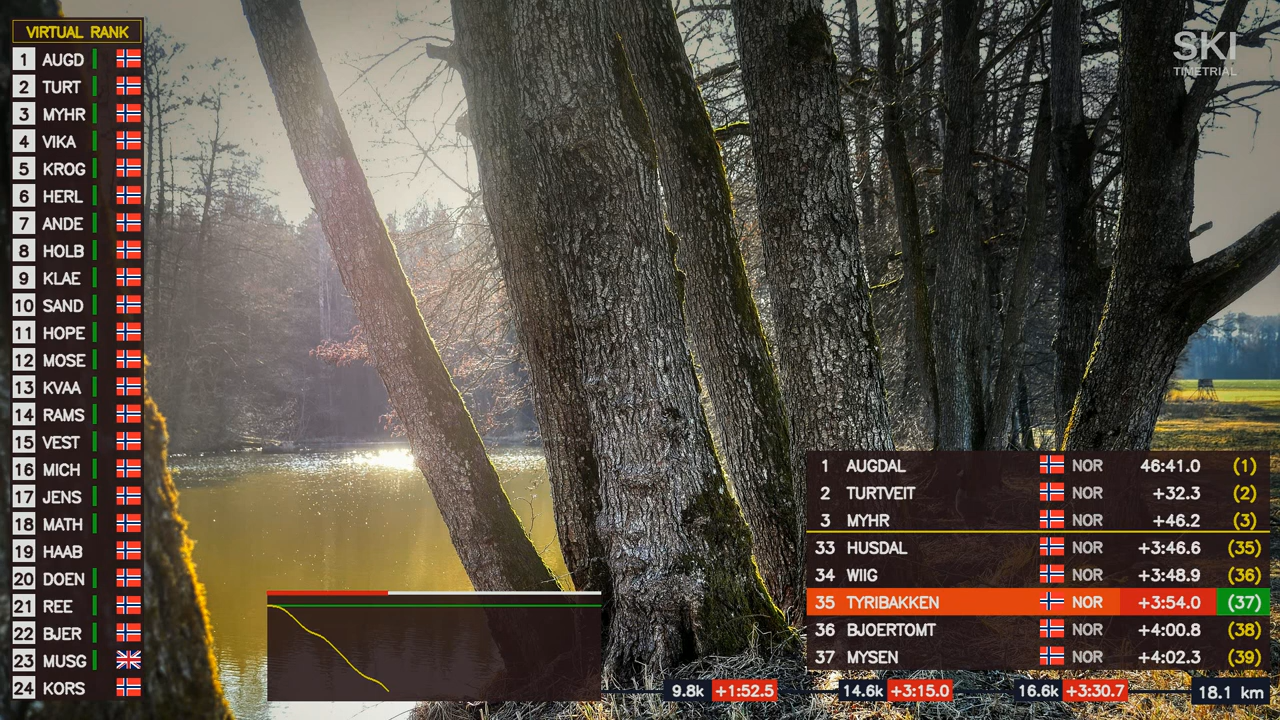 VIRTUAL RANK
1 AUGD
2 TURT
3 MYHR
4 VIKA
5 KROG
6 HERL
7 ANDE
8 HOLB
9 KLAE
10 SAND
11 HOPE
12 MOSE
13 KVAA
14 RAMS
15 VEST
16 MICH
17 JENS
18 MATH
19 HAAB
20 DOEN
21 REE
22 BJER
23 MUSG
24 KORS
SKI
TIMETRIAL
1 AUGDAL NOR 46:41.0 (1)
2 TURTVEIT NOR +32.3 (2)
3 MYHR NOR +46.2 (3)
33 HUSDAL NOR +3:46.6 (35)
34 WIIG NOR +3:48.9 (36)
35 TYRIBAKKEN NOR +3:54.0 (37)
36 BJOERTOMT NOR +4:00.8 (38)
37 MYSEN NOR +4:02.3 (39)
9.8k +1:52.5 14.6k +3:15.0 16.6k +3:30.7 18.1 km